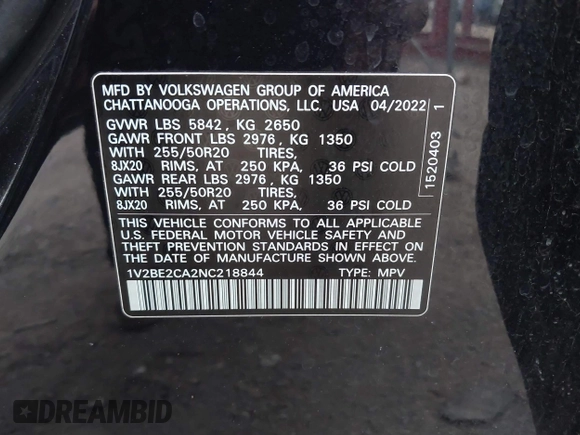 MFD BY VOLKSWAGEN GROUP OF AMERICA
CHATTANOOGA OPERATIONS, LLC. USA 04/2022
GVWR LBS 5842, KG 2650
GAWR FRONT LBS 2976, KG 1350
WITH 255/50R20 TIRES,
8JX20 RIMS, AT 250 KPA, 36 PSI COLD
GAWR REAR LBS 2976, KG 1350
WITH 255/50R20 TIRES,
8JX20 RIMS, AT 250 KPA, 36 PSI COLD
THIS VEHICLE CONFORMS TO ALL APPLICABLE
U.S. FEDERAL MOTOR VEHICLE SAFETY AND
THEFT PREVENTION STANDARDS IN EFFECT ON
THE DATE OF MANUFACTURE SHOWN ABOVE.
1V2BE2CA2NC218844 TYPE: MPV
1520403 1
DREAMBID